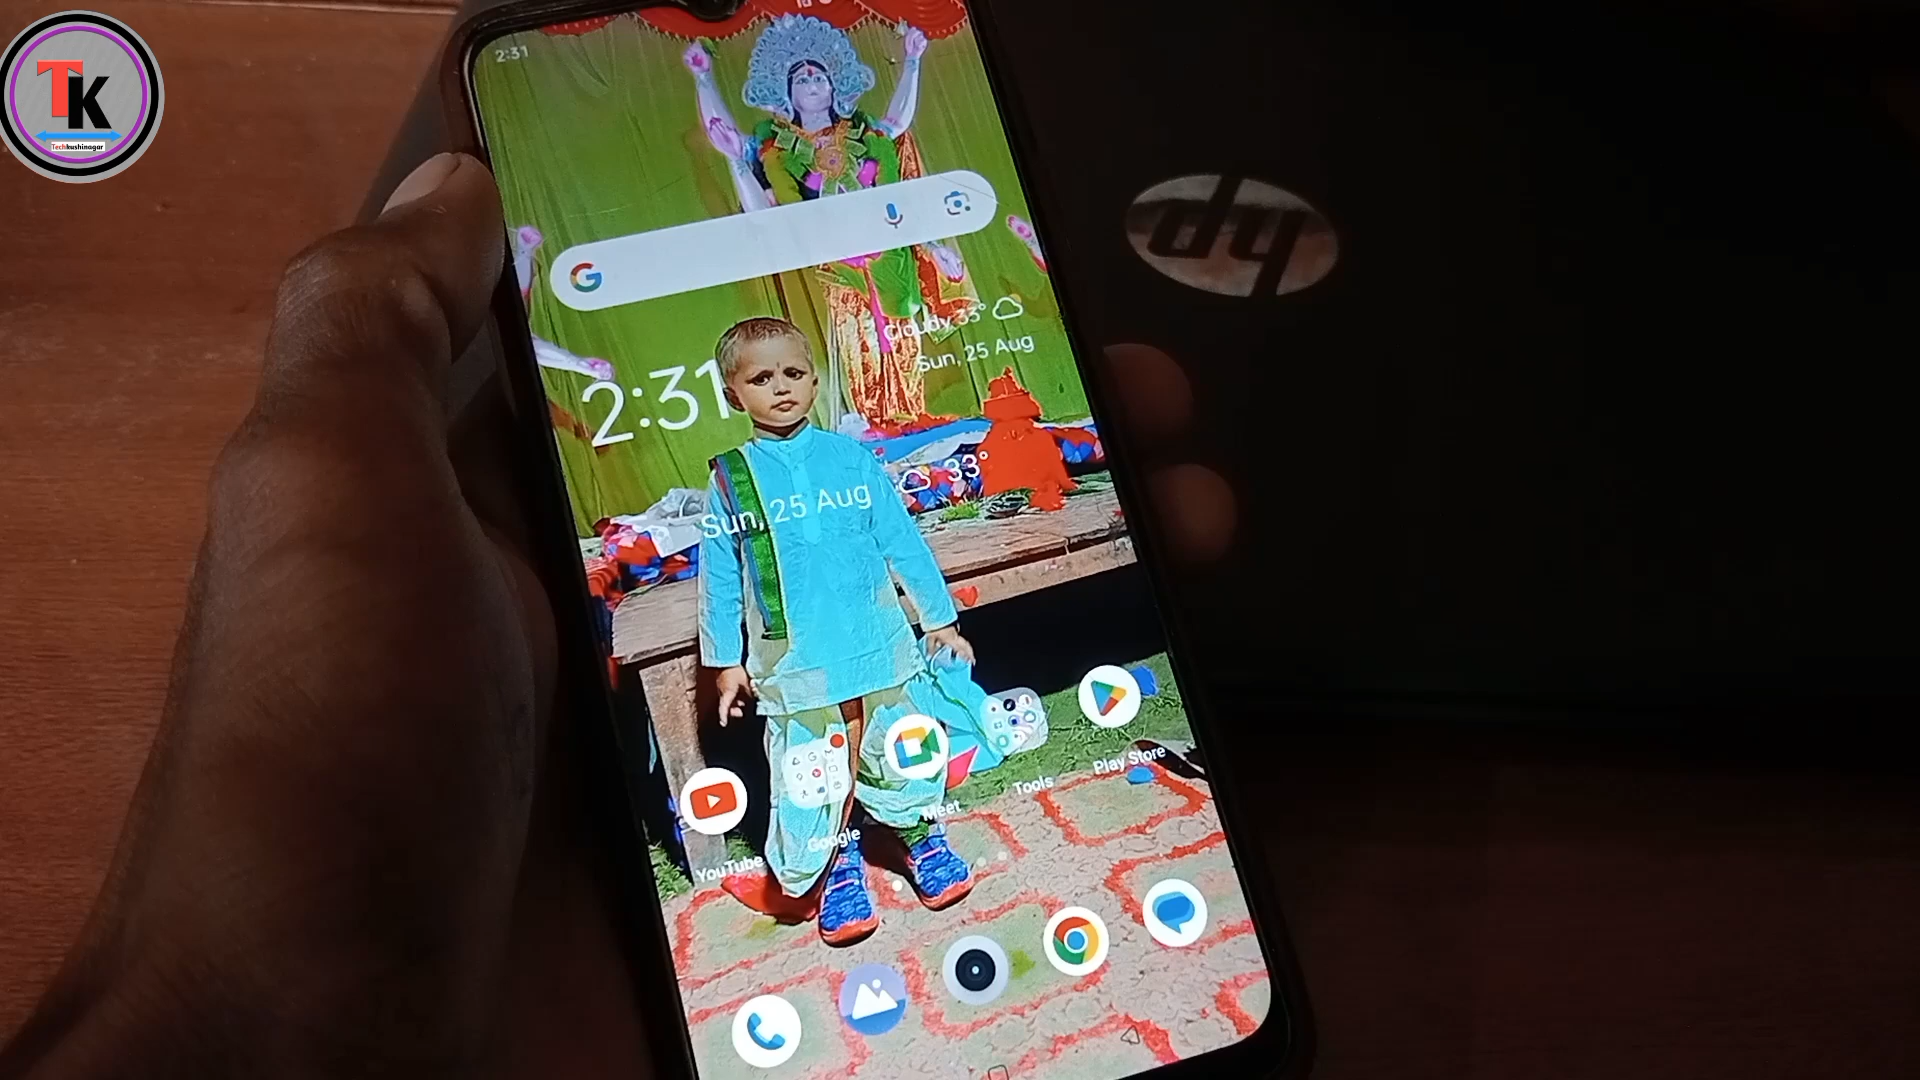 TK
Techkushinagar
2:31
hp
Cloudy 33°
Sun, 25 Aug
2:31
33°
Sun, 25 Aug
YouTube
Google
Meet
Tools
Play Store